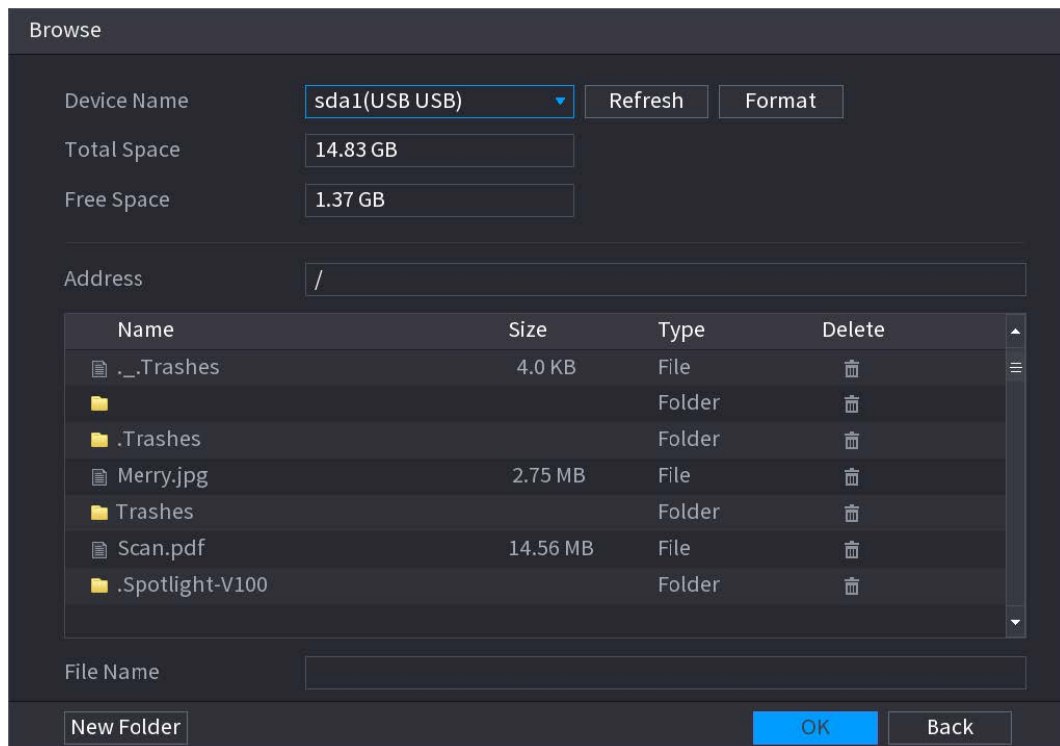 Browse
Device Name sda1(USB USB) Refresh Format
Total Space 14.83 GB
Free Space 1.37 GB
Address /
Name Size Type Delete
._.Trashes 4.0 KB File
Folder
.Trashes Folder
Merry.jpg 2.75 MB File
Trashes Folder
Scan.pdf 14.56 MB File
.Spotlight-V100 Folder
File Name
New Folder OK Back